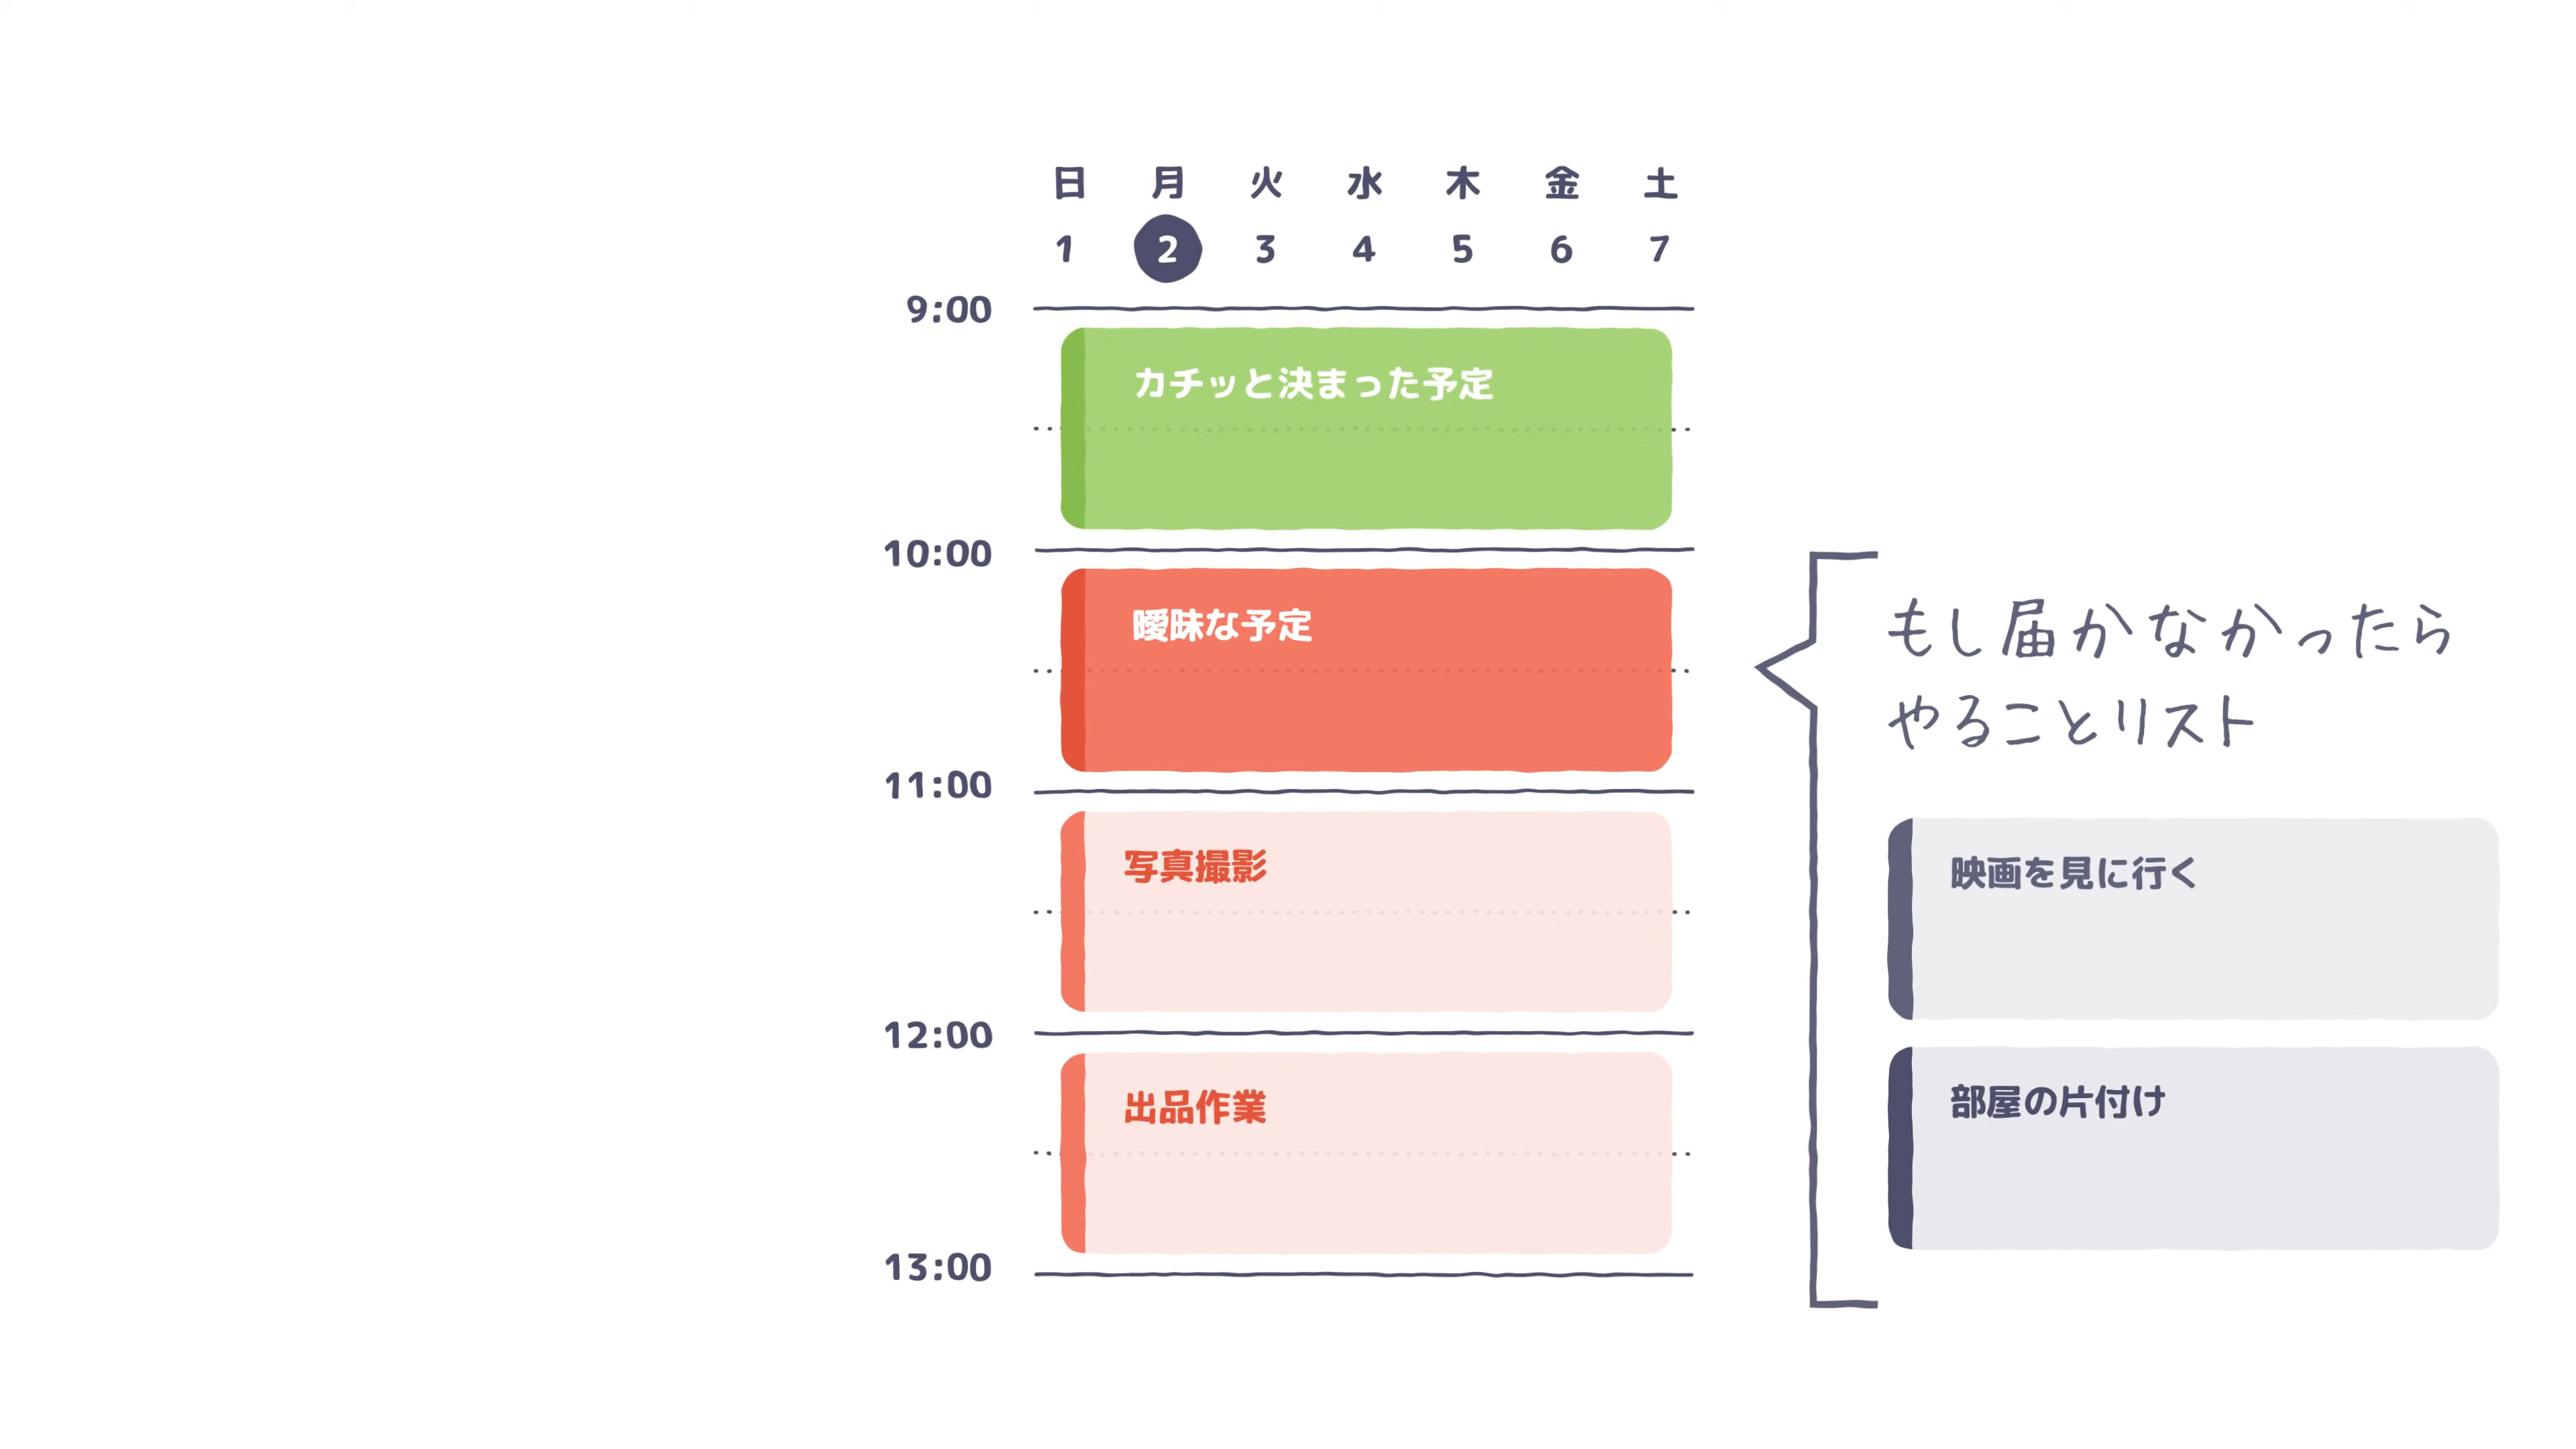 日 月 火 水 木 金 土
1 2 3 4 5 6 7
9:00
カチッと決まった予定
10:00
曖昧な予定
11:00
写真撮影
12:00
出品作業
13:00
もし届かなかったら
やることリスト
映画を見に行く
部屋の片付け